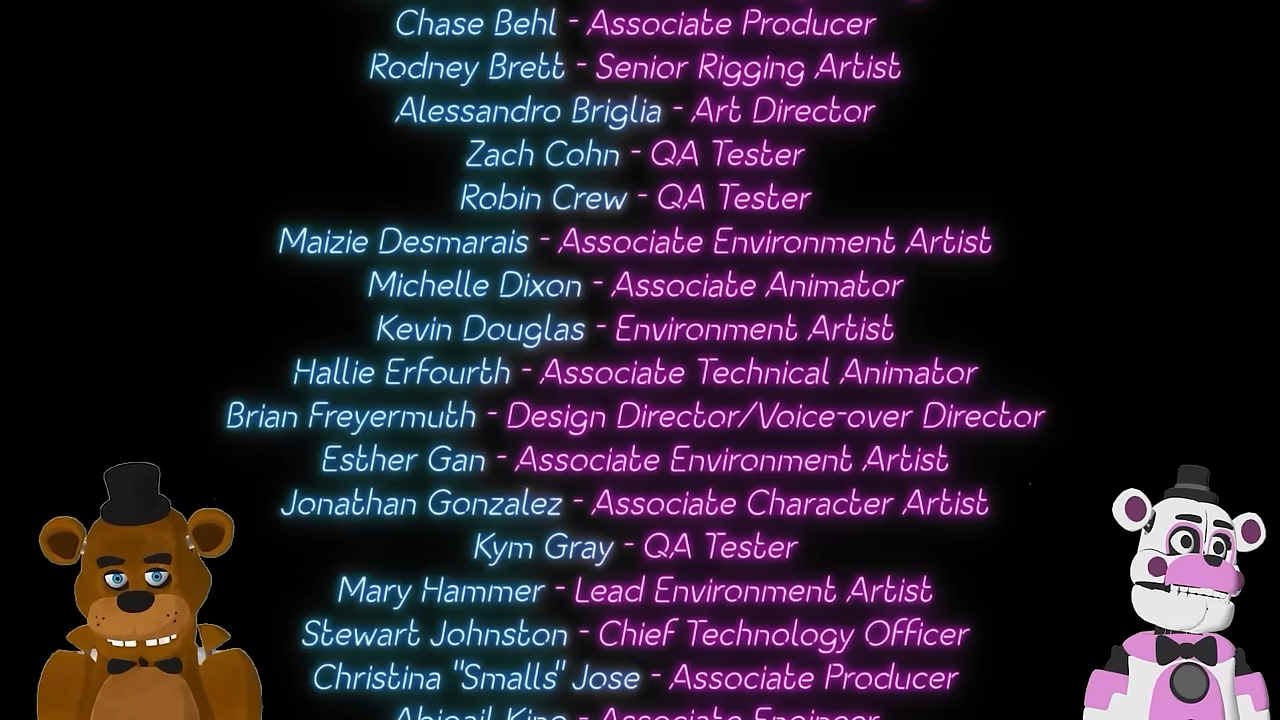 Chase Behl - Associate Producer
Rodney Brett - Senior Rigging Artist
Alessandro Briglia - Art Director
Zach Cohn - QA Tester
Robin Crew - QA Tester
Maizie Desmarais - Associate Environment Artist
Michelle Dixon - Associate Animator
Kevin Douglas - Environment Artist
Hallie Erfourth - Associate Technical Animator
Brian Freyermuth - Design Director/Voice-over Director
Esther Gan - Associate Environment Artist
Jonathan Gonzalez - Associate Character Artist
Kym Gray - QA Tester
Mary Hammer - Lead Environment Artist
Stewart Johnston - Chief Technology Officer
Christina "Smalls" Jose - Associate Producer
Abigail King - Associate Engineer